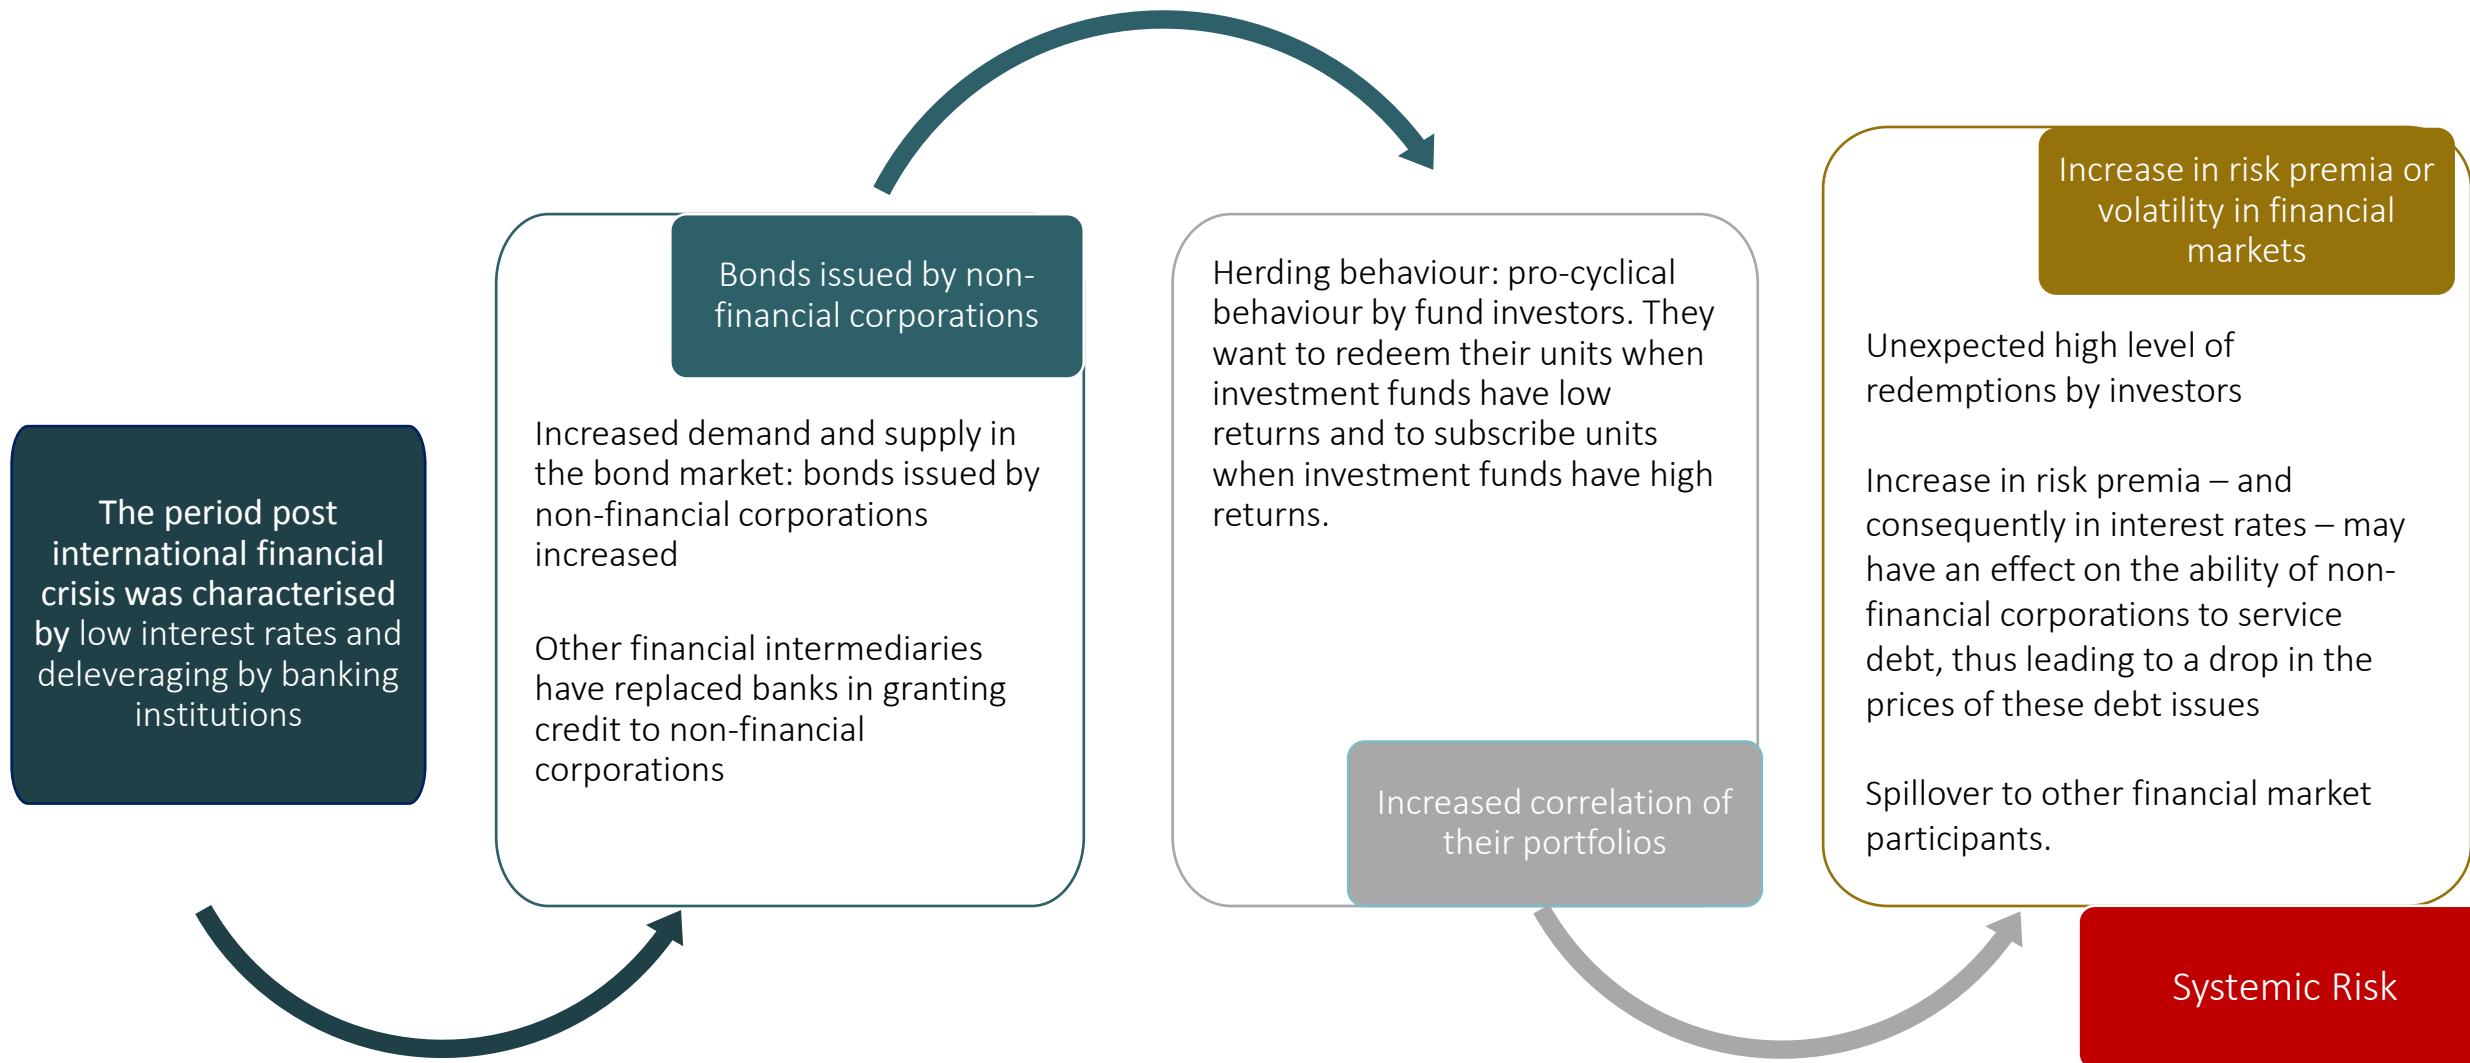 The period post
international financial
crisis was characterised
by low interest rates and
deleveraging by banking
institutions
Bonds issued by non-
financial corporations
Increased demand and supply in
the bond market: bonds issued by
non-financial corporations
increased
Other financial intermediaries
have replaced banks in granting
credit to non-financial
corporations
Herding behaviour: pro-cyclical
behaviour by fund investors. They
want to redeem their units when
investment funds have low
returns and to subscribe units
when investment funds have high
returns.
Increased correlation of
their portfolios
Increase in risk premia or
volatility in financial
markets
Unexpected high level of
redemptions by investors
Increase in risk premia – and
consequently in interest rates – may
have an effect on the ability of non-
financial corporations to service
debt, thus leading to a drop in the
prices of these debt issues
Spillover to other financial market
participants.
Systemic Risk